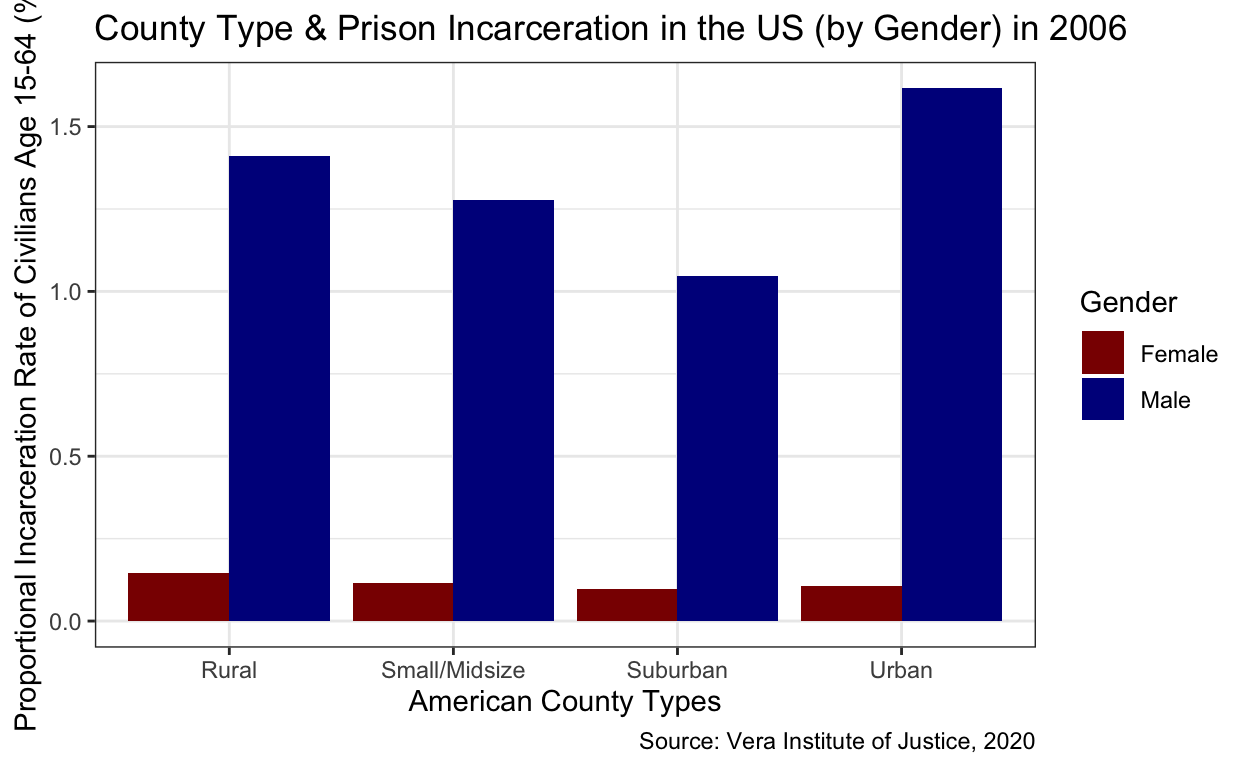 County Type & Prison Incarceration in the US (by Gender) in 2006
Proportional Incarceration Rate of Civilians Age 15-64 (%
1.5
1.0
0.5
0.0
Rural
Small/Midsize
Suburban
Urban
American County Types
Gender
Female
Male
Source: Vera Institute of Justice, 2020